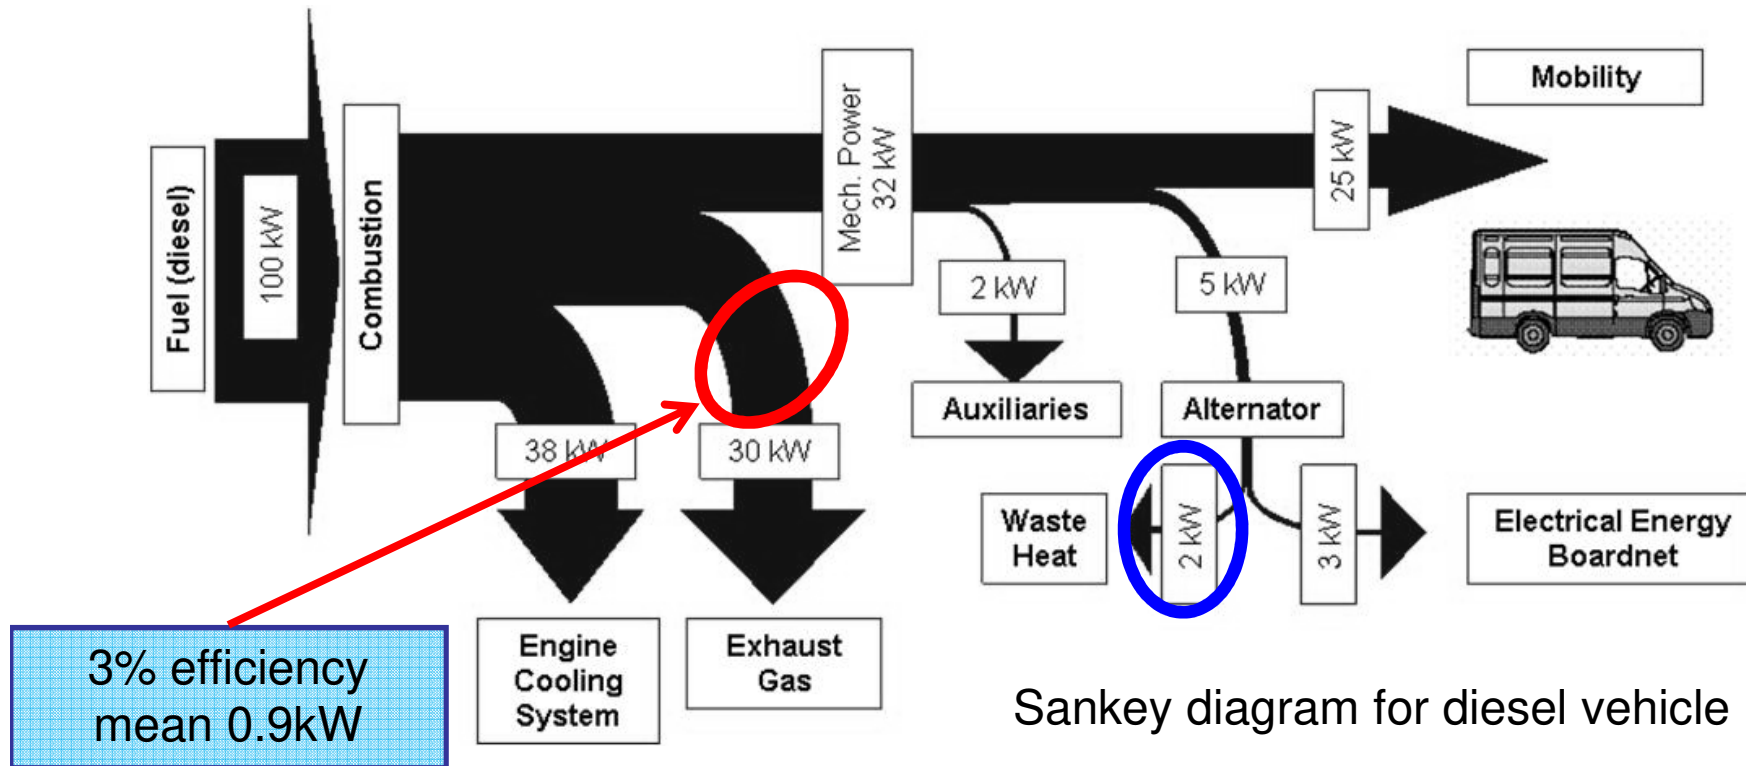 Fuel (diesel)
100 kW
Combustion
Mech. Power
32 kW
25 kW
Mobility
2 kW
5 kW
Auxiliaries
Alternator
38 kW
30 kW
Waste
Heat
2 kW
3 kW
Electrical Energy
Boardnet
3% efficiency
mean 0.9kW
Engine
Cooling
System
Exhaust
Gas
Sankey diagram for diesel vehicle